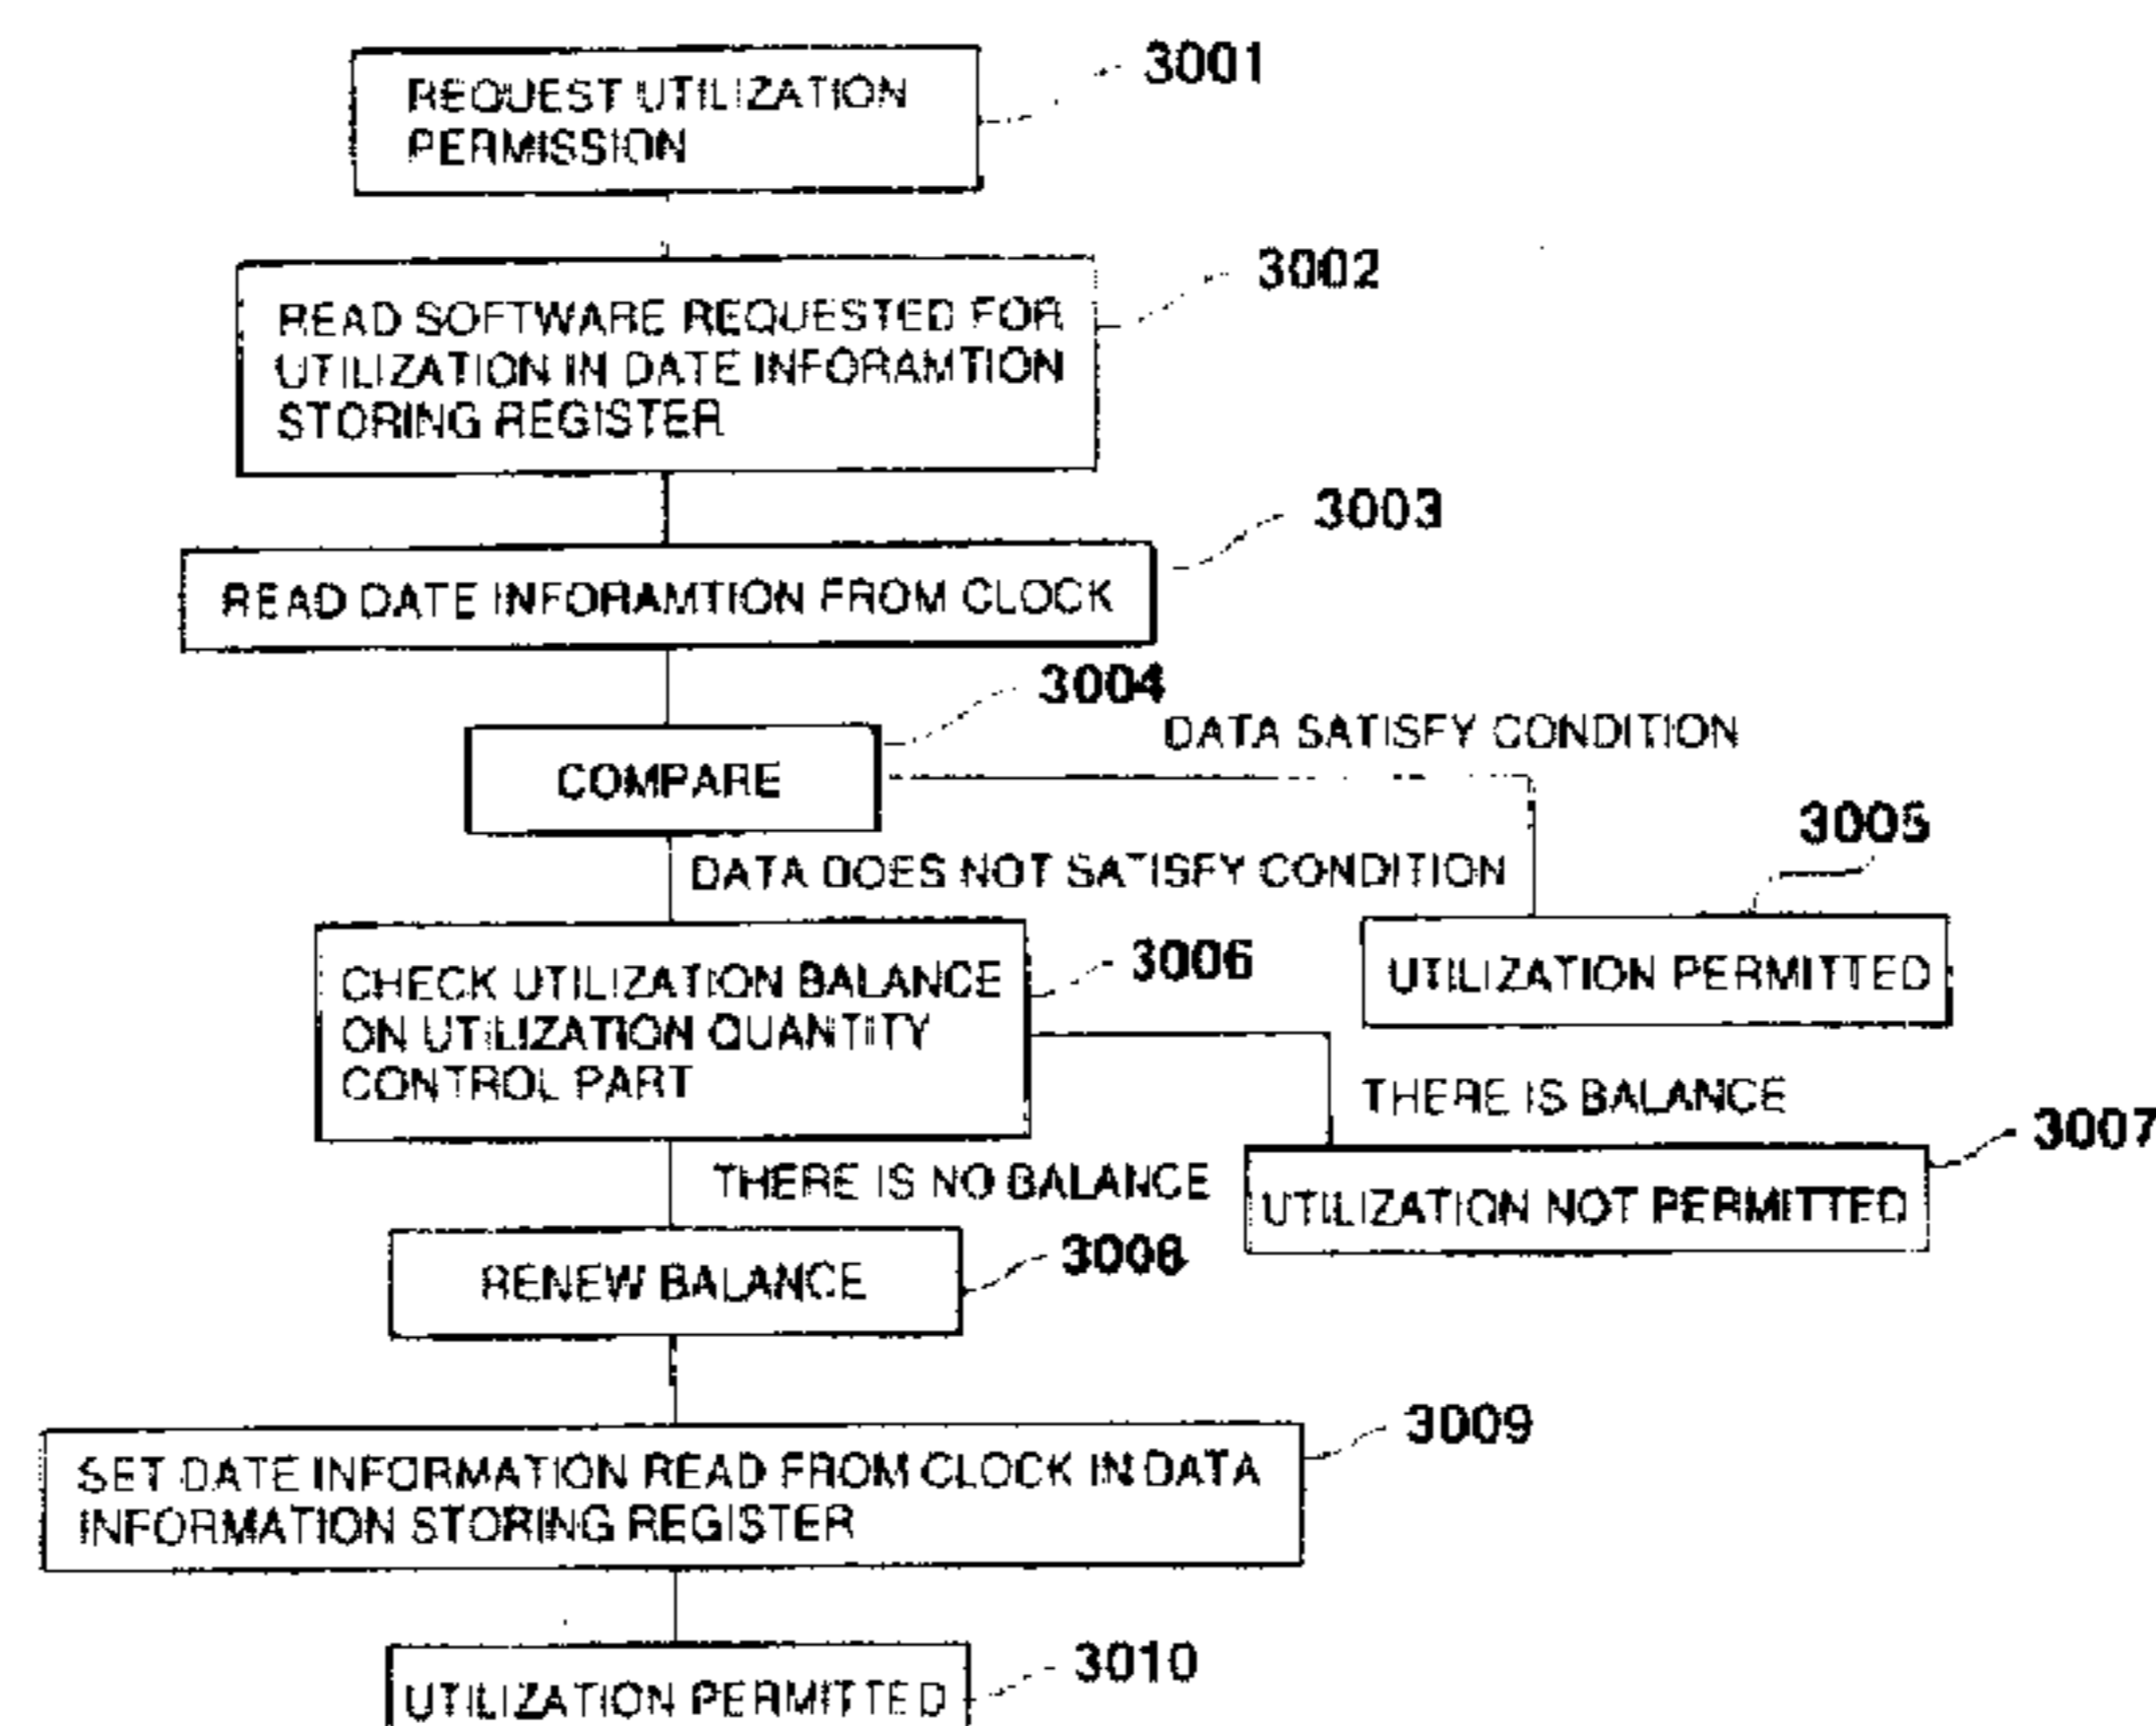 REQUEST UTILIZATION
PERMISSION
3001
READ SOFTWARE REQUESTED FOR
UTILIZATION IN DATE INFORAMTION
STORING REGISTER
3002
READ DATE INFORAMTION FROM CLOCK
3003
COMPARE
3004
DATA SATISFY CONDITION
DATA DOES NOT SATISFY CONDITION
3005
UTILIZATION PERMITTED
CHECK UTILIZATION BALANCE
ON UTILIZATION QUANTITY
CONTROL PART
3006
THERE IS BALANCE
3007
UTILIZATION NOT PERMITTED
THERE IS NO BALANCE
RENEW BALANCE
3008
SET DATE INFORMATION READ FROM CLOCK IN DATA
INFORMATION STORING REGISTER
3009
UTILIZATION PERMITTED
3010